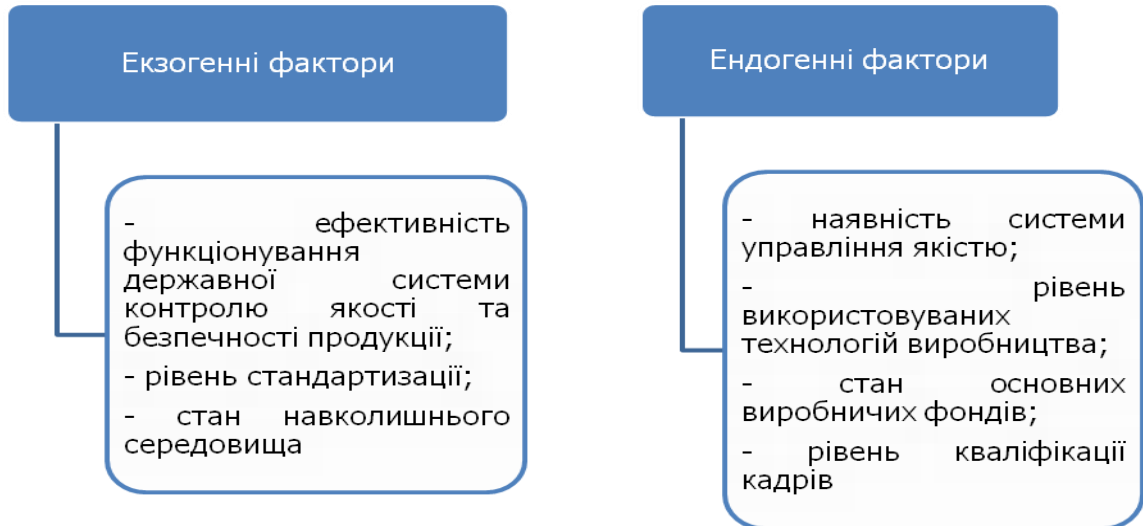 Екзогенні фактори
- ефективність
функціонування
державної системи
контролю якості та
безпечності продукції;
- рівень стандартизації;
- стан навколишнього
середовища
Ендогенні фактори
- наявність системи
управління якістю;
- рівень
використовуваних
технологій виробництва;
- стан основних
виробничих фондів;
- рівень кваліфікації
кадрів